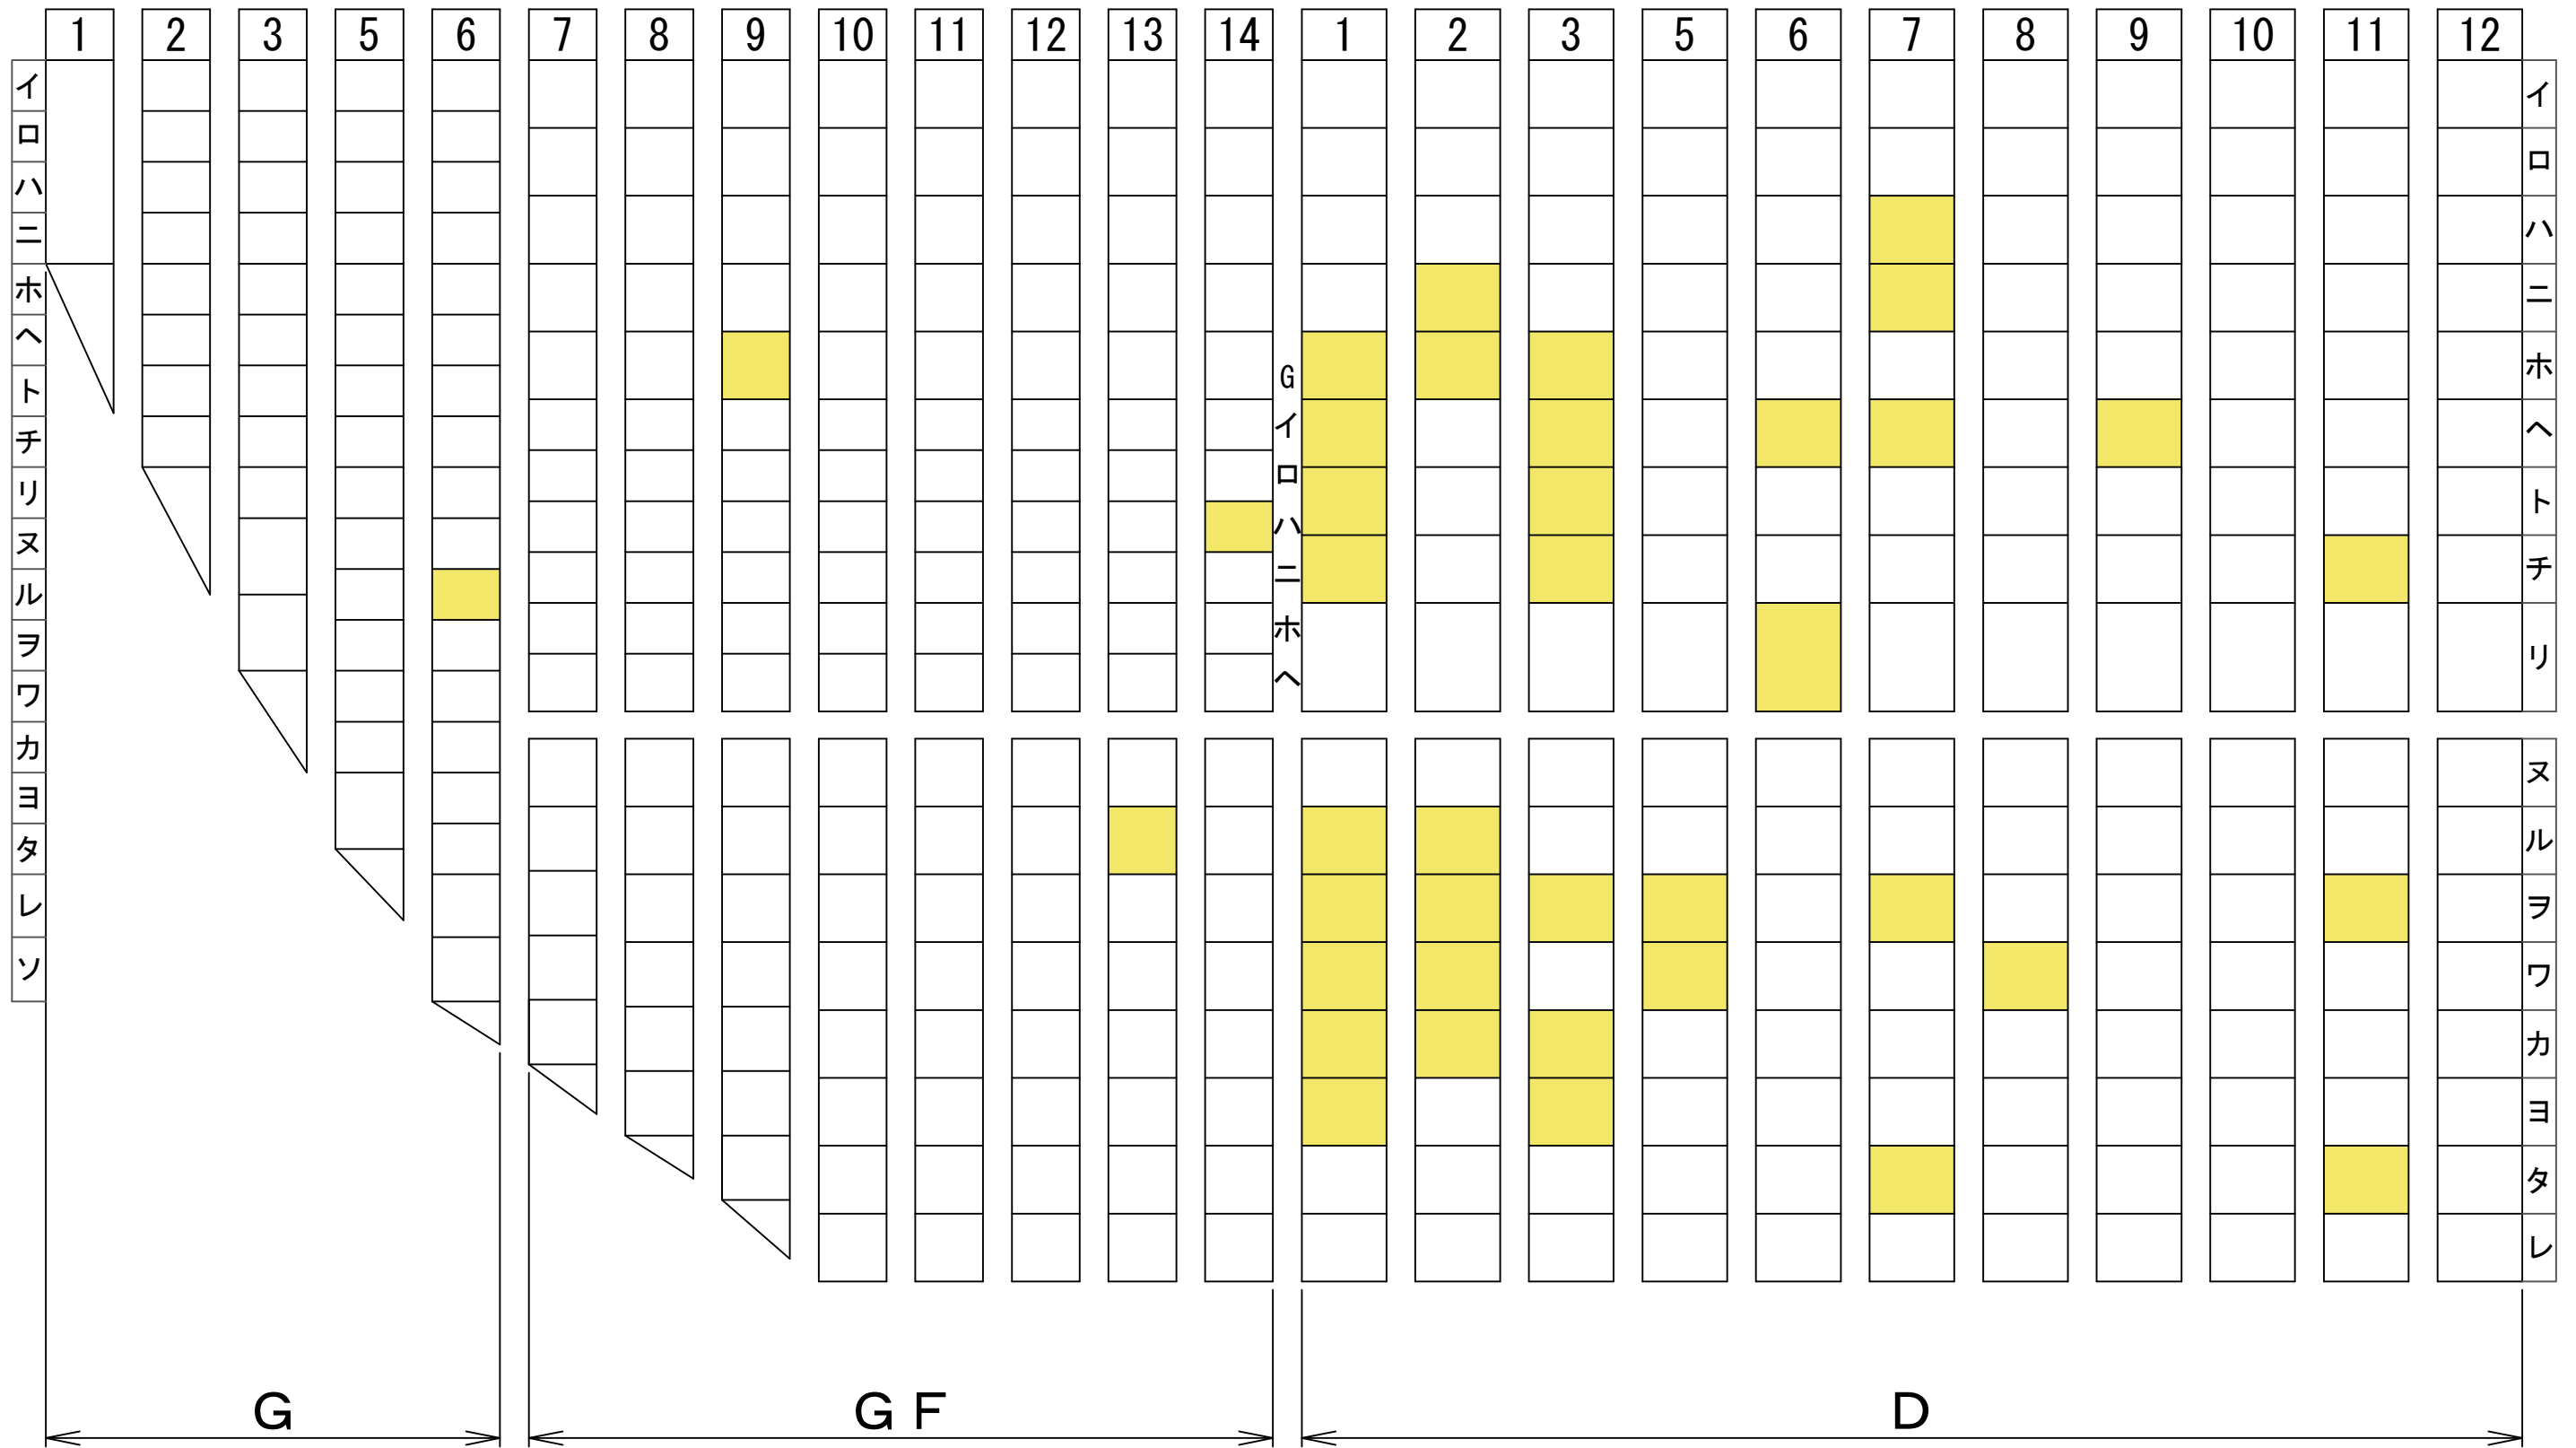 1 2 3 5 6 7 8 9 10 11 12 13 14 1 2 3 5 6 7 8 9 10 11 12
イ
ロ
ハ
ニ
ホ
ヘ
ト
チ
リ
ヌ
ル
ヲ
ワ
カ
ヨ
タ
レ
ソ
G
イ
ロ
ハ
ニ
ホ
ヘ
イ
ロ
ハ
ニ
ホ
ヘ
ト
チ
リ
ヌ
ル
ヲ
ワ
カ
ヨ
タ
レ
G GF D